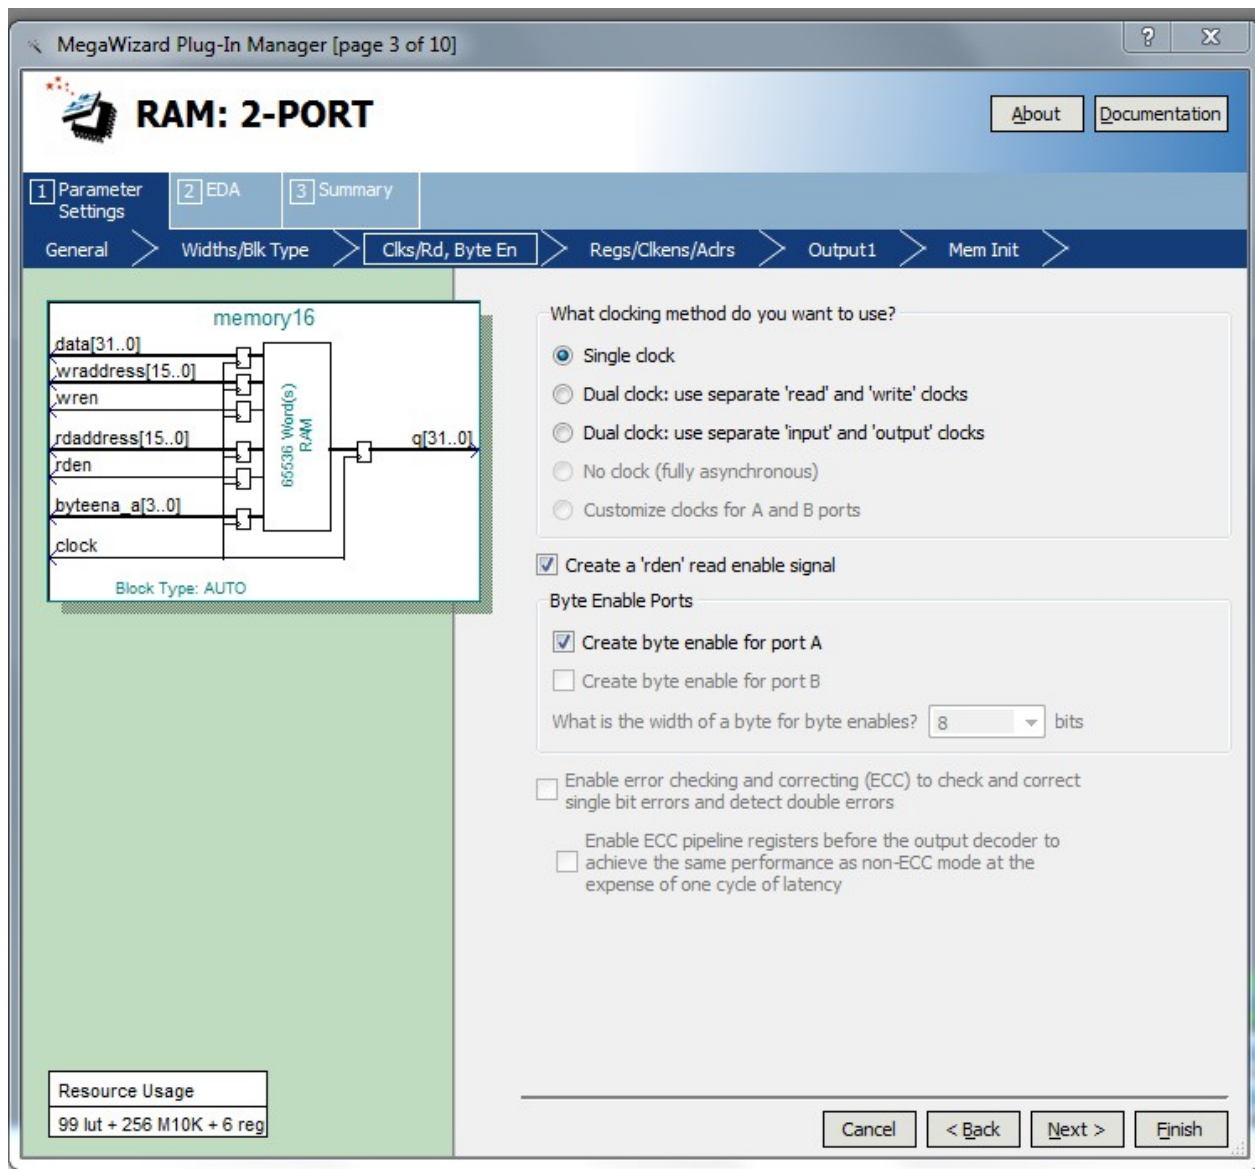 MegaWizard Plug-In Manager [page 3 of 10]
RAM: 2-PORT
About
Documentation
1 Parameter Settings
2 EDA
3 Summary
General
Widths/Blk Type
Clks/Rd, Byte En
Regs/Clkens/Aclrs
Output1
Mem Init
memory16
data[31..0]
wraddress[15..0]
wren
rdaddress[15..0]
rden
byteena_a[3..0]
clock
65536 Word(s)
RAM
q[31..0]
Block Type: AUTO
What clocking method do you want to use?
Single clock
Dual clock: use separate 'read' and 'write' clocks
Dual clock: use separate 'input' and 'output' clocks
No clock (fully asynchronous)
Customize clocks for A and B ports
Create a 'rden' read enable signal
Byte Enable Ports
Create byte enable for port A
Create byte enable for port B
What is the width of a byte for byte enables? 8 bits
Enable error checking and correcting (ECC) to check and correct
single bit errors and detect double errors
Enable ECC pipeline registers before the output decoder to
achieve the same performance as non-ECC mode at the
expense of one cycle of latency
Resource Usage
99 lut + 256 M10K + 6 reg
Cancel
< Back
Next >
Finish